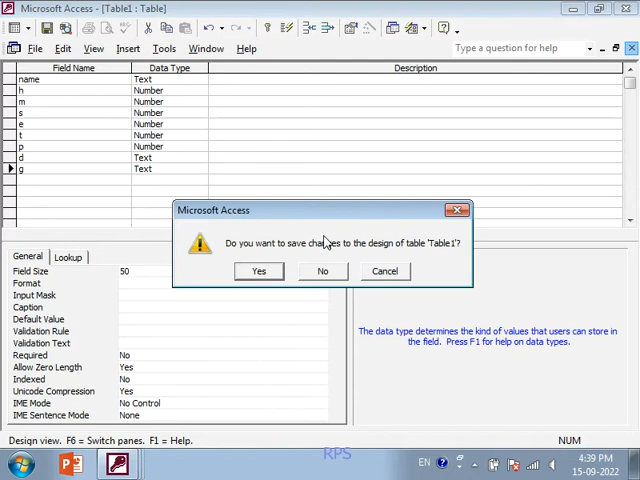 Microsoft Access - [Table1 : Table]
File Edit View Insert Tools Window Help
Type a question for help
Field Name Data Type Description
name Text
h Number
m Number
s Number
e Number
t Number
p Number
d Text
g Text
Microsoft Access
Do you want to save changes to the design of table 'Table1'?
Yes No Cancel
General Lookup
Field Size 50
Format
Input Mask
Caption
Default Value
Validation Rule
Validation Text
Required No
Allow Zero Length Yes
Indexed No
Unicode Compression Yes
IME Mode No Control
IME Sentence Mode None
The data type determines the kind of values that users can store in
the field. Press F1 for help on data types.
Design view. F6 = Switch panes. F1 = Help.
NUM
RPS
EN
4:39 PM
15-09-2022